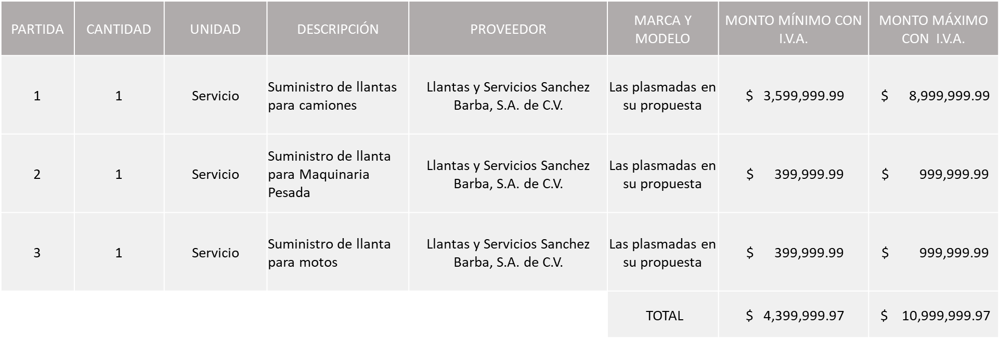 PARTIDA
CANTIDAD
UNIDAD
DESCRIPCIÓN
PROVEEDOR
MARCA Y
MODELO
MONTO MÍNIMO CON
I.V.A.
MONTO MÁXIMO
CON I.V.A.
1
1
Servicio
Suministro de llantas
para camiones
Llantas y Servicios Sanchez
Barba, S.A. de C.V.
Las plasmadas en
su propuesta
$ 3,599,999.99
$ 8,999,999.99
2
1
Servicio
Suministro de llanta
para Maquinaria
Pesada
Llantas y Servicios Sanchez
Barba, S.A. de C.V.
Las plasmadas en
su propuesta
$ 399,999.99
$ 999,999.99
3
1
Servicio
Suministro de llanta
para motos
Llantas y Servicios Sanchez
Barba, S.A. de C.V.
Las plasmadas en
su propuesta
$ 399,999.99
$ 999,999.99
TOTAL
$ 4,399,999.97
$ 10,999,999.97